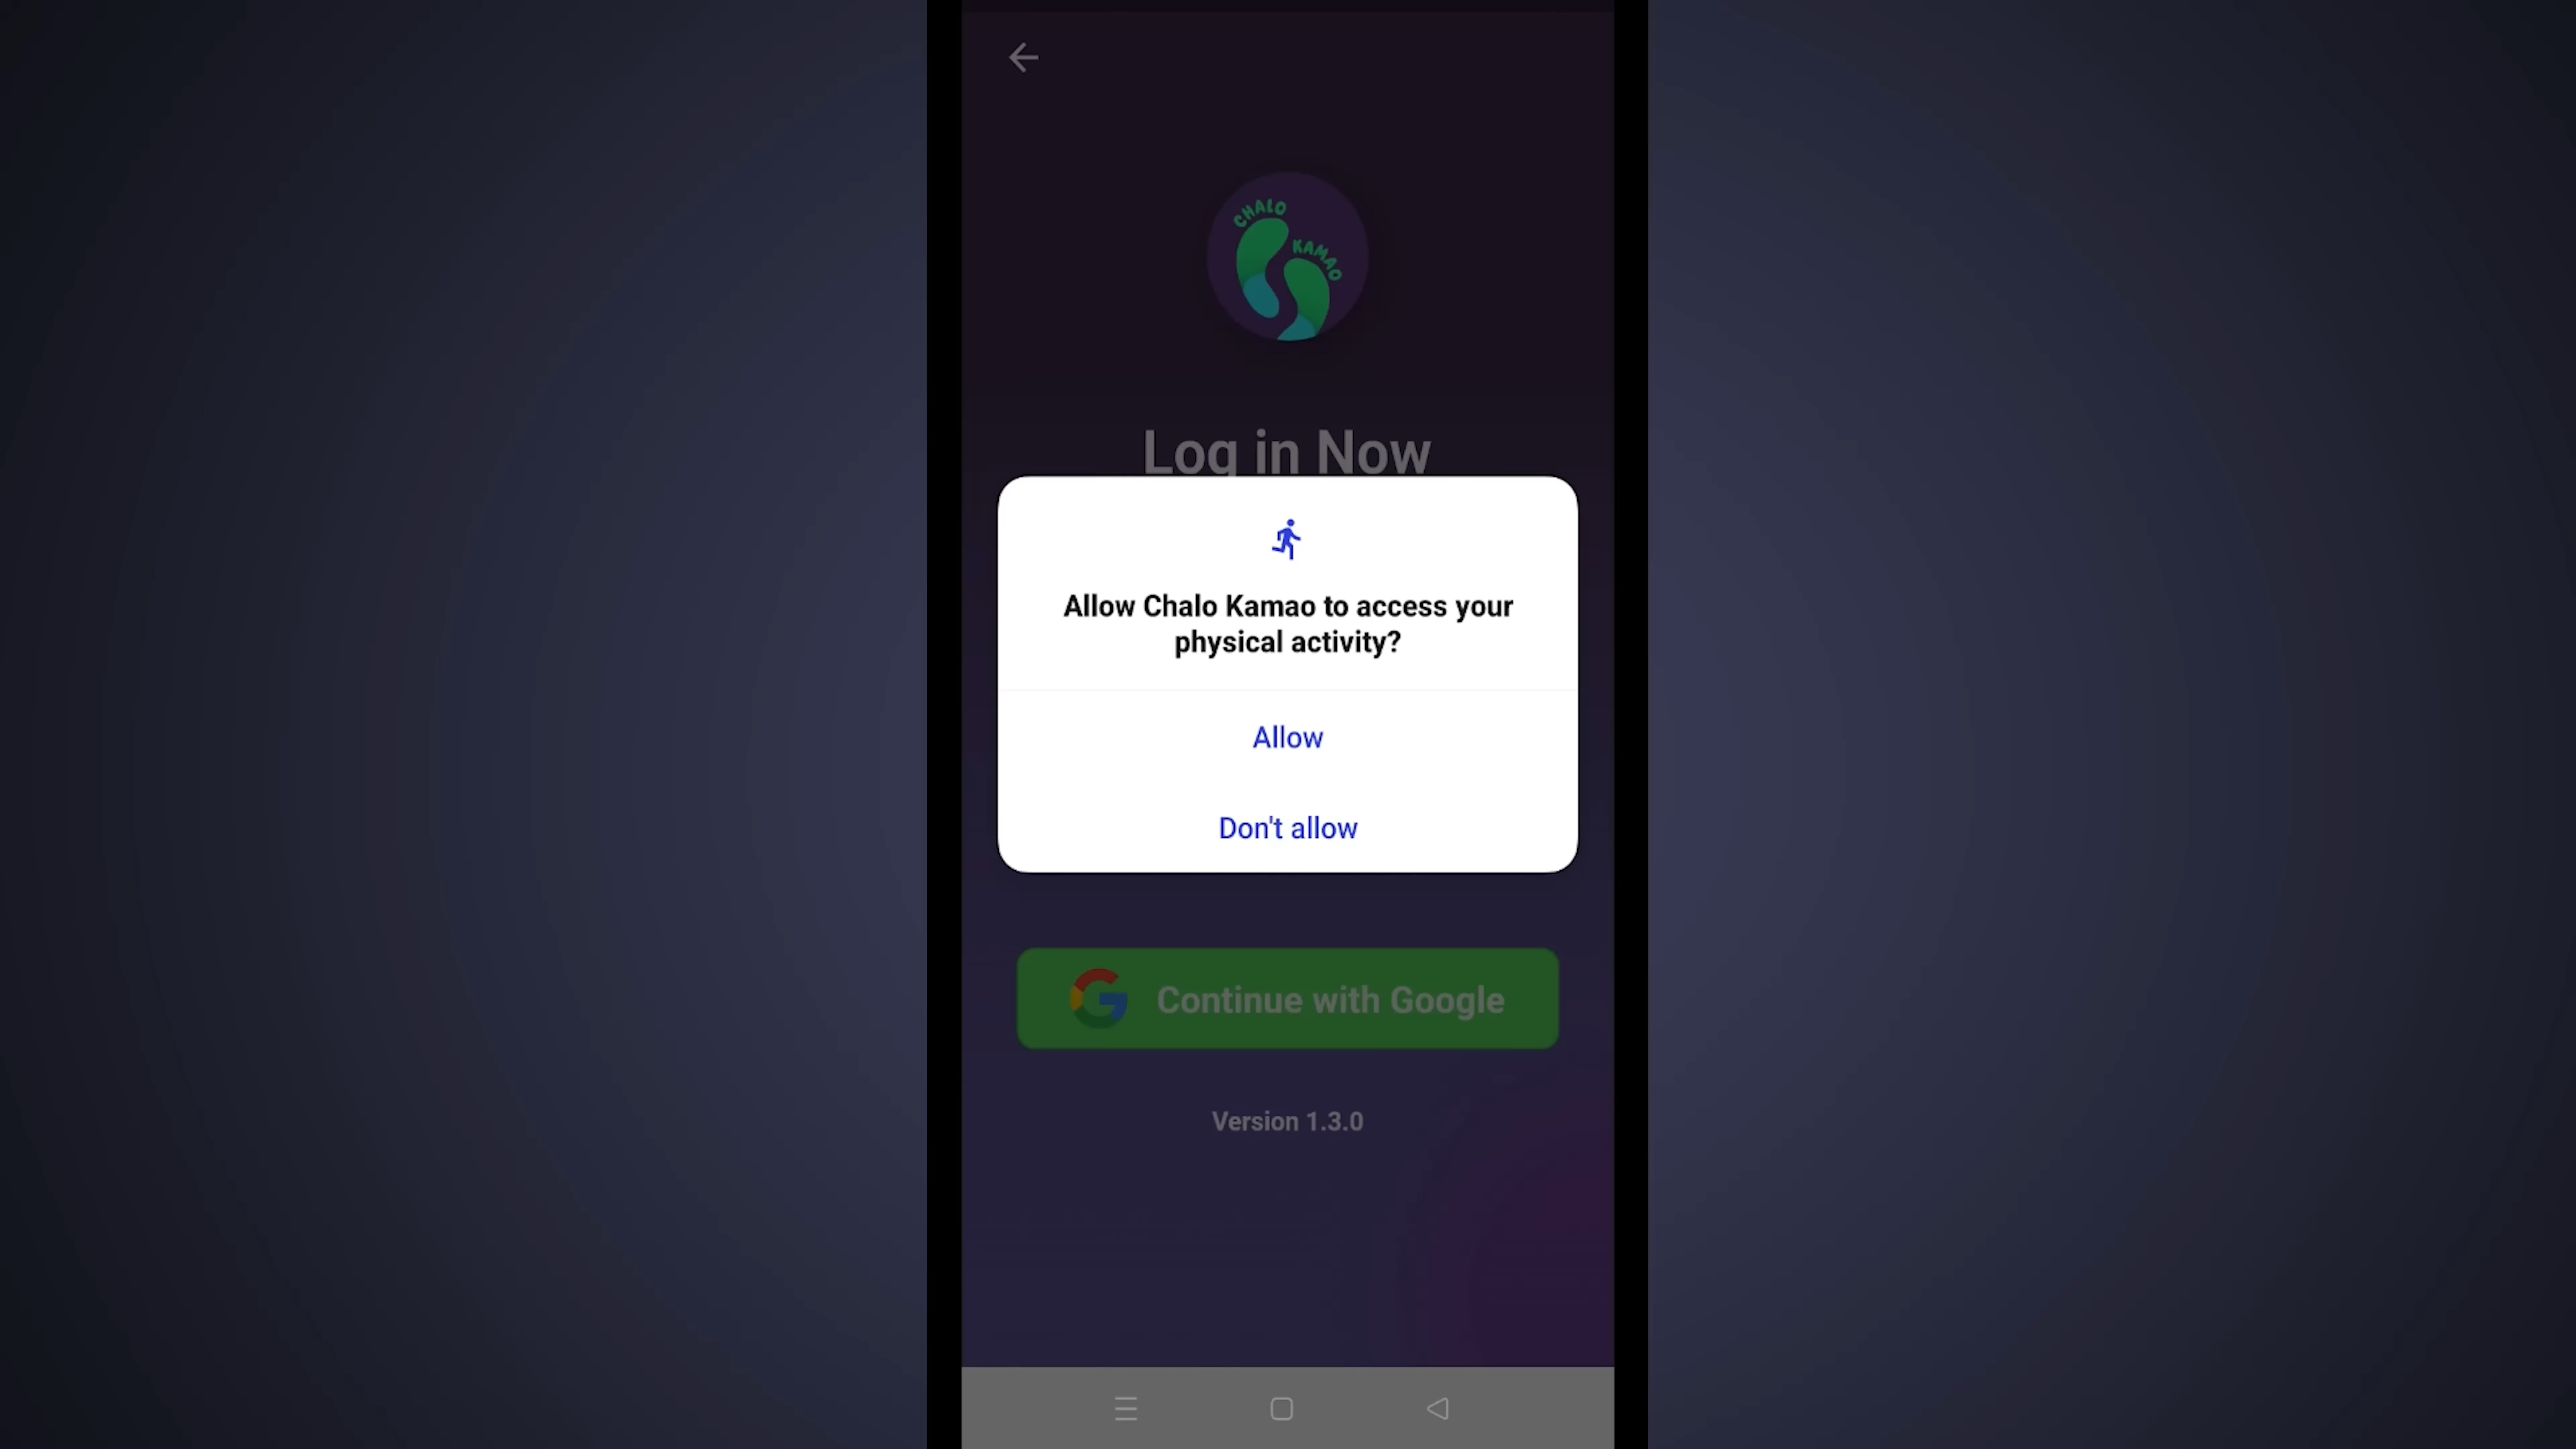 CHALO
KAMAO
Log in Now
Allow Chalo Kamao to access your
physical activity?
Allow
Don't allow
Continue with Google
Version 1.3.0